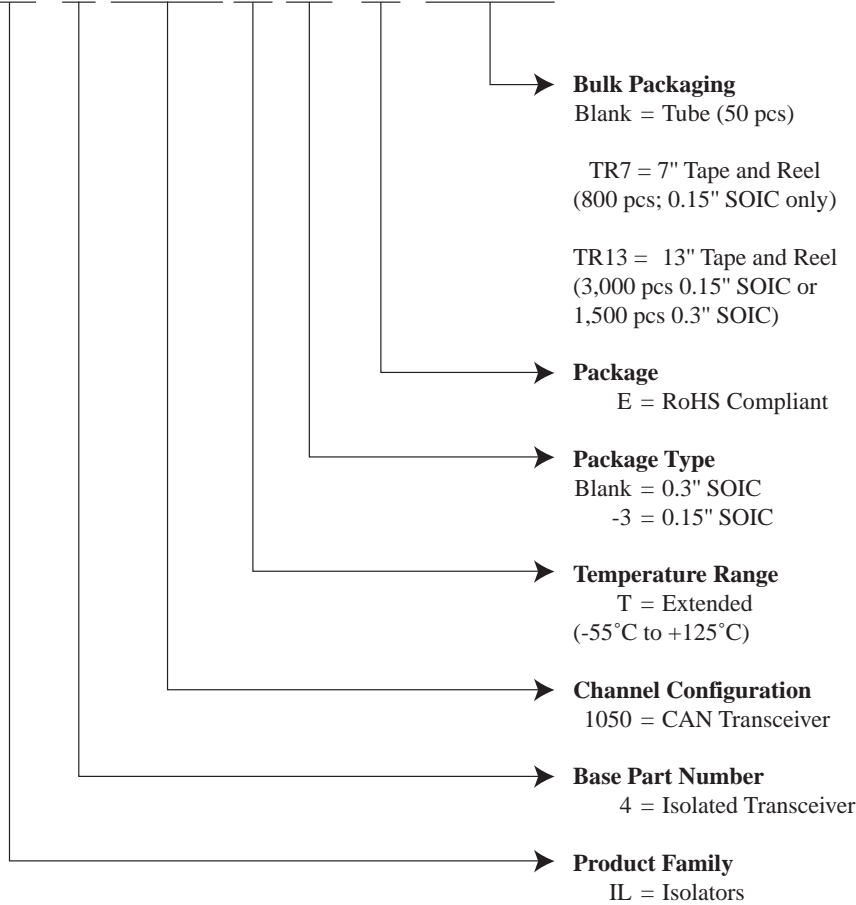 Bulk Packaging
Blank = Tube (50 pcs)
TR7 = 7" Tape and Reel
(800 pcs; 0.15" SOIC only)
TR13 = 13" Tape and Reel
(3,000 pcs 0.15" SOIC or
1,500 pcs 0.3" SOIC)
Package
E = RoHS Compliant
Package Type
Blank = 0.3" SOIC
-3 = 0.15" SOIC
Temperature Range
T = Extended
(-55˚C to +125˚C)
Channel Configuration
1050 = CAN Transceiver
Base Part Number
4 = Isolated Transceiver
Product Family
IL = Isolators